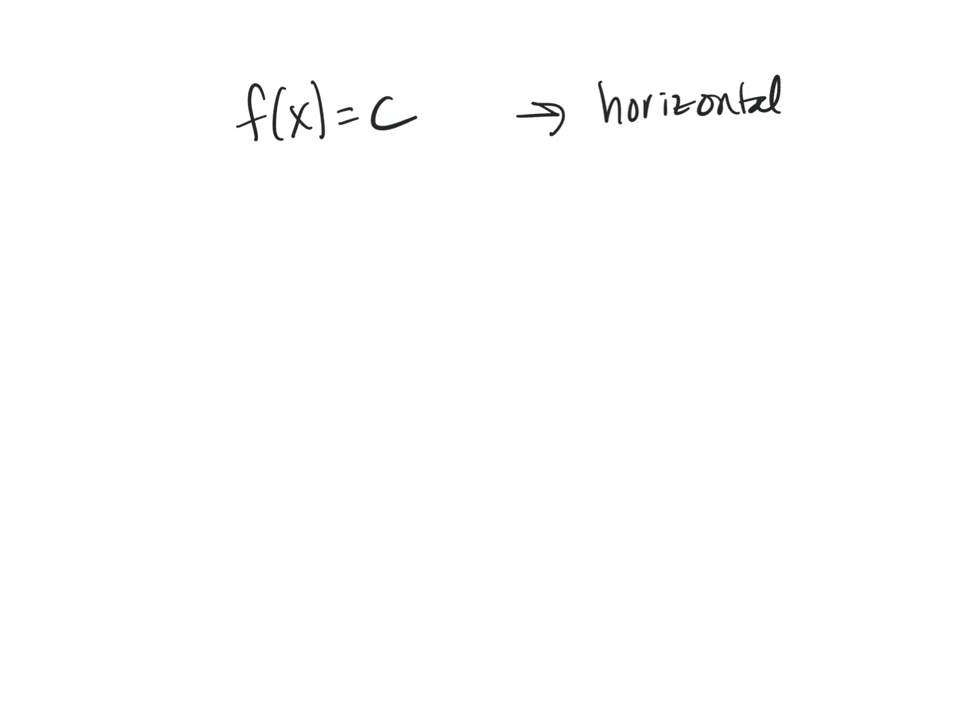 f(x) = c → horizontal